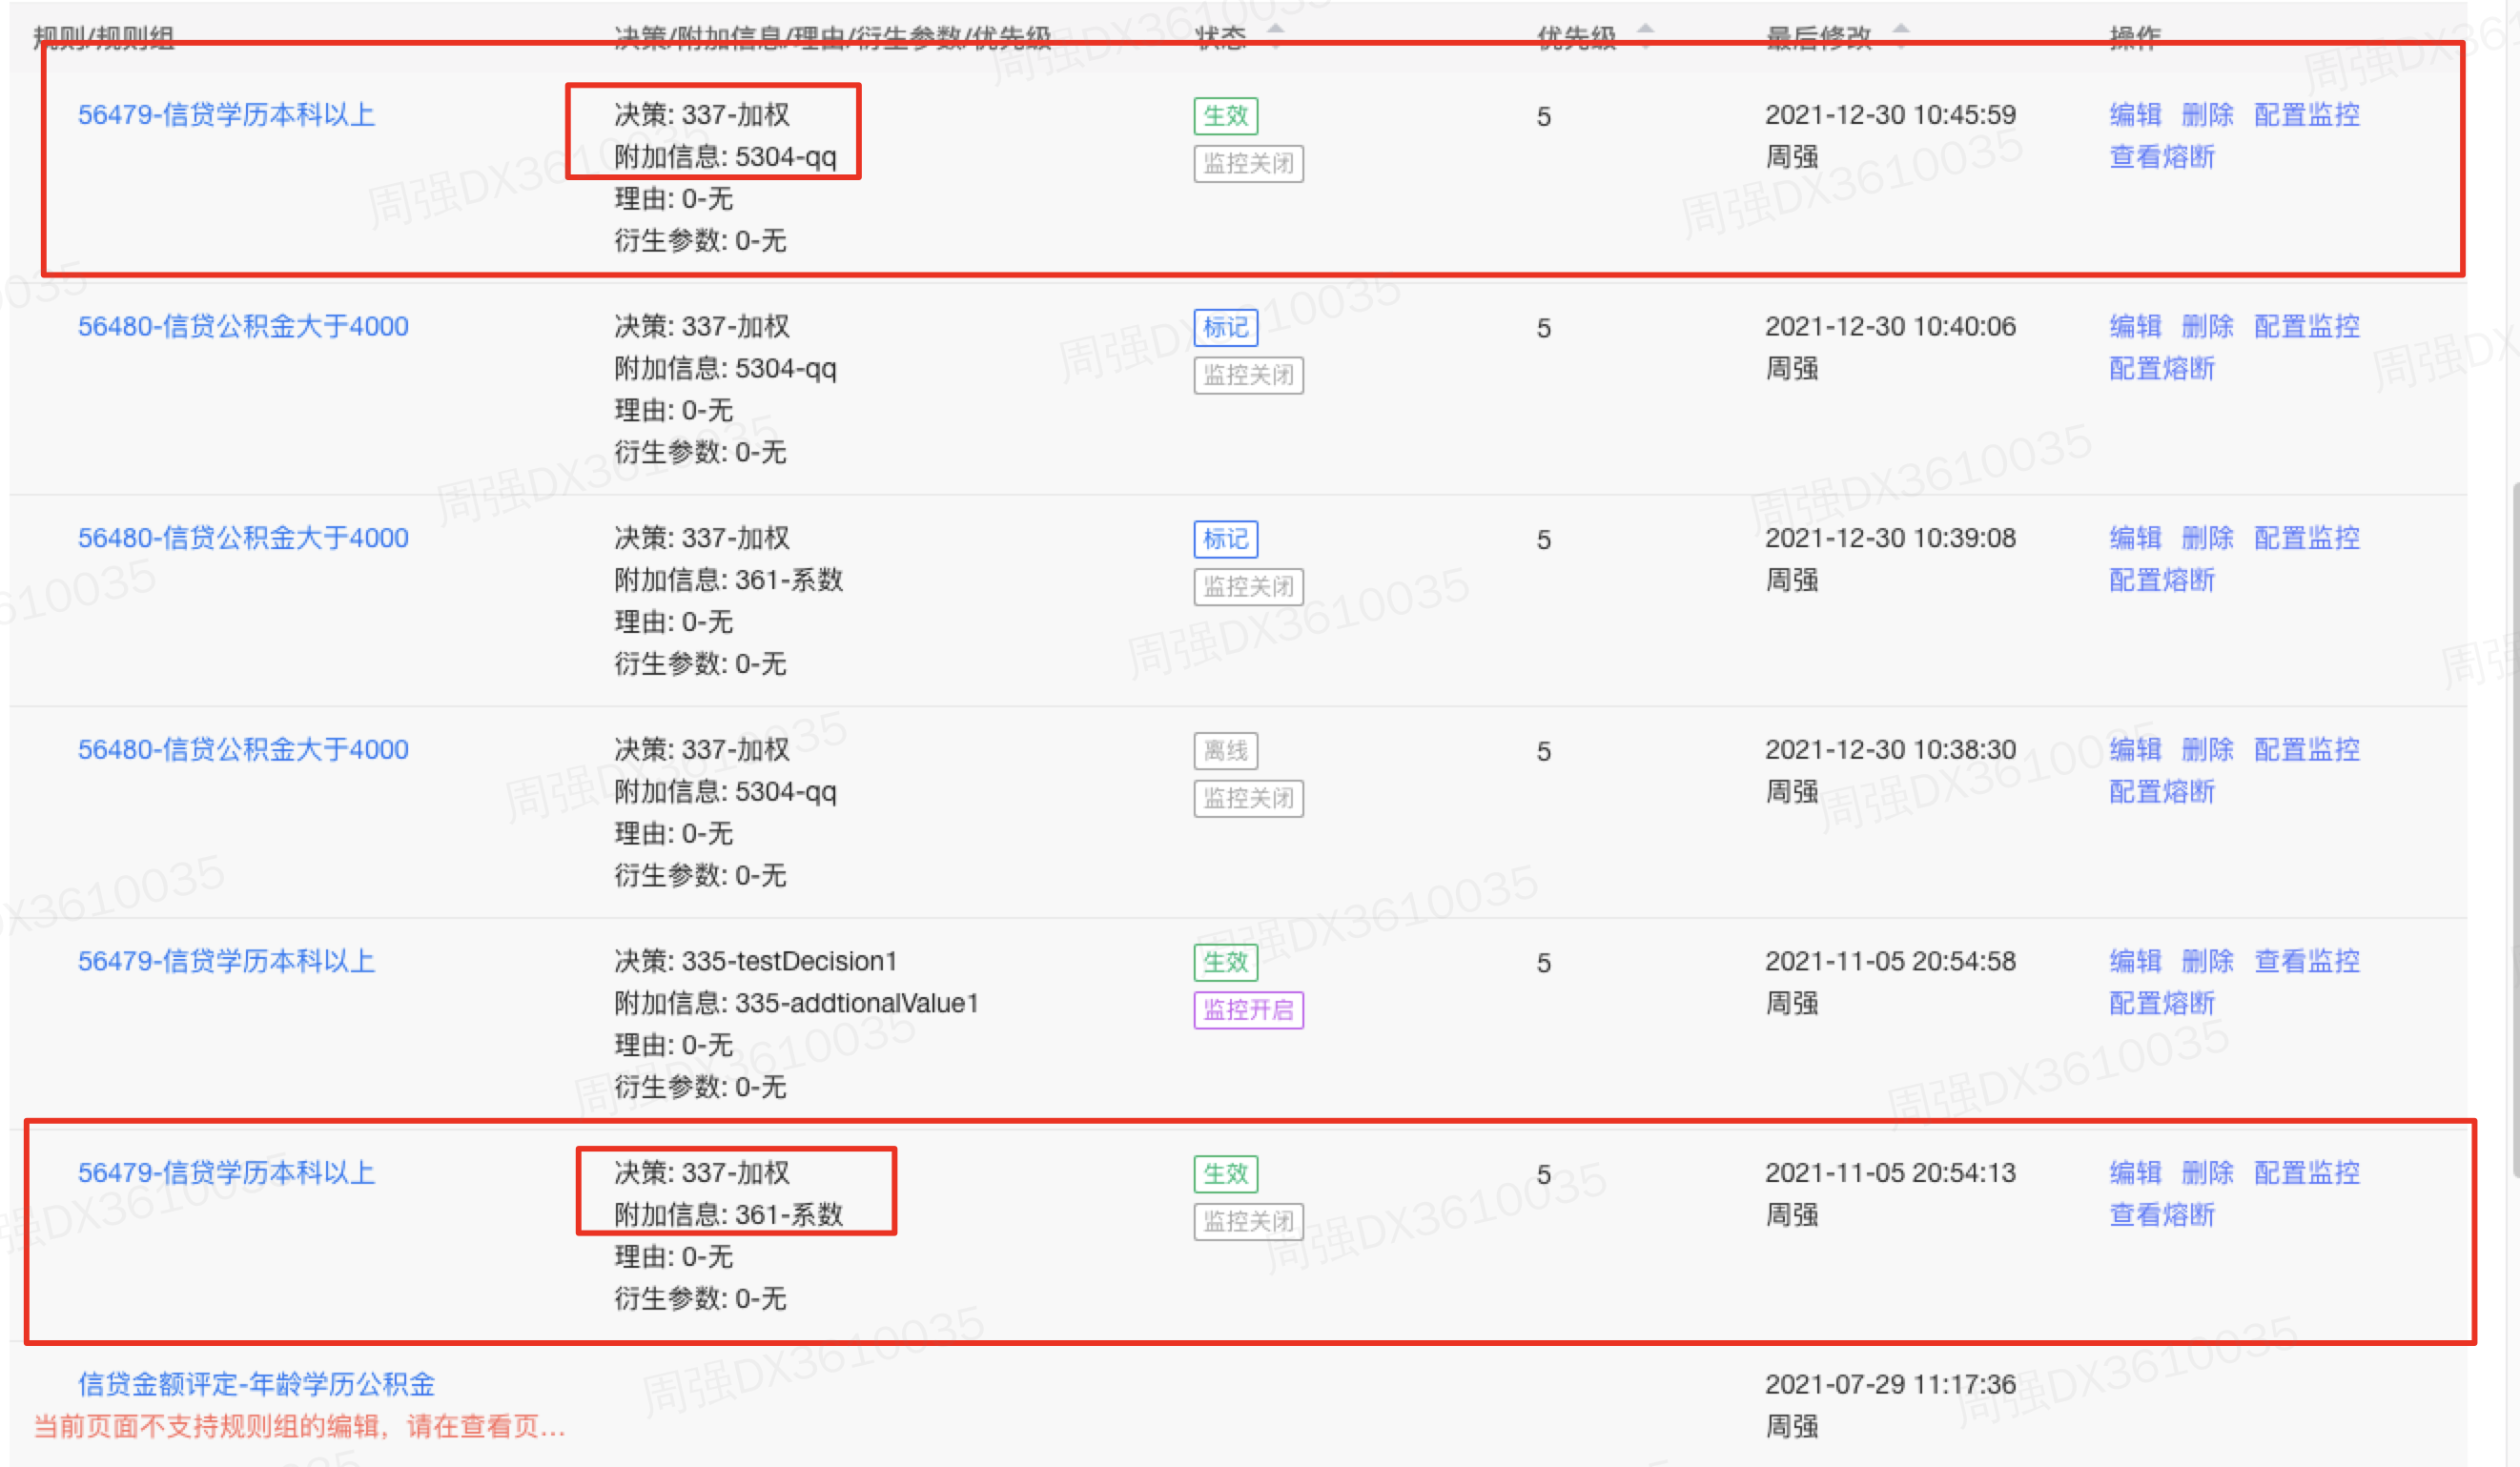 规则/规则组 决策/附加信息/理由/衍生参数/优先级 状态 优先级 最后修改 操作
56479-信贷学历本科以上 决策: 337-加权 生效 5 2021-12-30 10:45:59 编辑 删除 配置监控
附加信息: 5304-qq 监控关闭 周强 查看熔断
理由: 0-无
衍生参数: 0-无
56480-信贷公积金大于4000 决策: 337-加权 标记 5 2021-12-30 10:40:06 编辑 删除 配置监控
附加信息: 5304-qq 监控关闭 周强 配置熔断
理由: 0-无
衍生参数: 0-无
56480-信贷公积金大于4000 决策: 337-加权 标记 5 2021-12-30 10:39:08 编辑 删除 配置监控
附加信息: 361-系数 监控关闭 周强 配置熔断
理由: 0-无
衍生参数: 0-无
56480-信贷公积金大于4000 决策: 337-加权 离线 5 2021-12-30 10:38:30 编辑 删除 配置监控
附加信息: 5304-qq 监控关闭 周强 配置熔断
理由: 0-无
衍生参数: 0-无
56479-信贷学历本科以上 决策: 335-testDecision1 生效 5 2021-11-05 20:54:58 编辑 删除 查看监控
附加信息: 335-addtionalValue1 监控开启 周强 配置熔断
理由: 0-无
衍生参数: 0-无
56479-信贷学历本科以上 决策: 337-加权 生效 5 2021-11-05 20:54:13 编辑 删除 配置监控
附加信息: 361-系数 监控关闭 周强 查看熔断
理由: 0-无
衍生参数: 0-无
信贷金额评定-年龄学历公积金 2021-07-29 11:17:36
当前页面不支持规则组的编辑，请在查看页... 周强
周强DX3610035